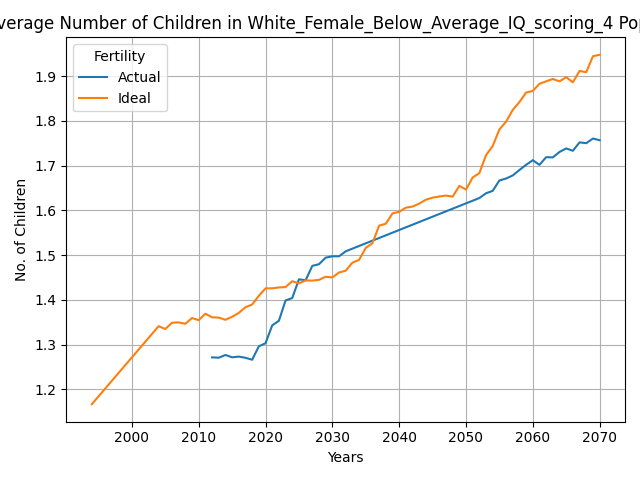 verage Number of Children in White_Female_Below_Average_IQ_scoring_4 Pop
Fertility
Actual
Ideal
1.9
1.8
1.7
1.6
1.5
1.4
1.3
1.2
No. of Children
2000 2010 2020 2030 2040 2050 2060 2070
Years